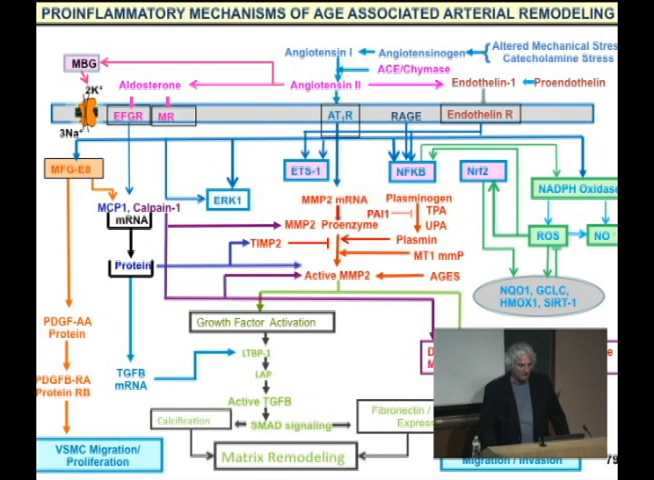 PROINFLAMMATORY MECHANISMS OF AGE ASSOCIATED ARTERIAL REMODELING
Angiotensin I
Angiotensinogen
Altered Mechanical Stres
Catecholamine Stress
MBG
ACE/Chymase
Aldosterone
Angiotensin II
Endothelin-1
Proendothelin
2K+
EFGR
MR
AT1R
RAGE
Endothelin R
3Na+
MFG-E8
ETS-1
NFKB
Nrf2
NADPH Oxidase
MCP1, Calpain-1
mRNA
ERK1
MMP2 mRNA
Plasminogen
PAI1
TPA
UPA
MMP2 Proenzyme
ROS
NO
TIMP2
Plasmin
MT1 mmP
Protein
Active MMP2
AGES
NQO1, GCLC,
HMOX1, SIRT-1
PDGF-AA
Protein
Growth Factor Activation
TGFB
mRNA
LTBP-1
LAP
PDGFB-RA
Protein RB
Active TGFB
Calcification
SMAD signaling
Fibronectin /
Express
VSMC Migration/
Proliferation
Matrix Remodeling
Migration / Invasion
79